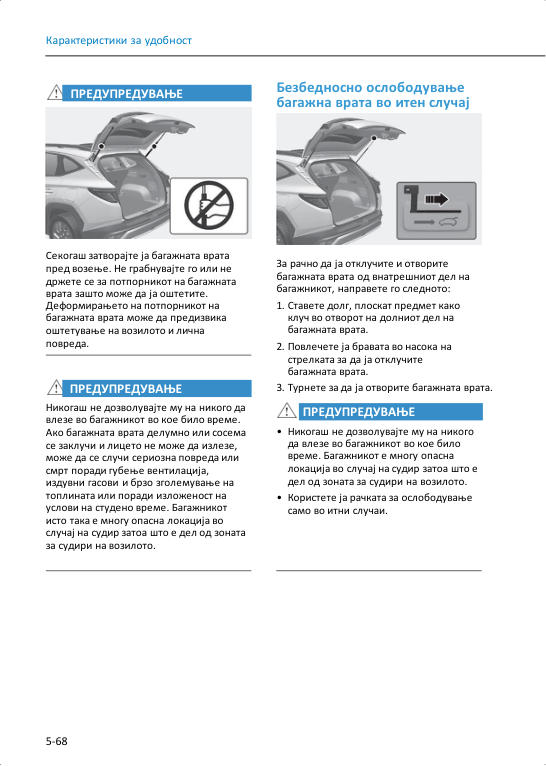 Карактеристики за удобност
ПРЕДУПРЕДУВАЊЕ
Секогаш затворајте ја багажната врата
пред возење. Не грабнувајте го или не
држете се за потпорникот на багажната
врата зашто може да ја оштетите.
Деформирањето на потпорникот на
багажната врата може да предизвика
оштетување на возилото и лична
повреда.
ПРЕДУПРЕДУВАЊЕ
Никогаш не дозволувајте му на никого да
влезе во багажникот во кое било време.
Ако багажната врата делумно или сосема
се заклучи и лицето не може да излезе,
може да се случи сериозна повреда или
смрт поради губење вентилација,
издувни гасови и брзо зголемување на
топлината или поради изложеност на
услови на студено време. Багажникот
исто така е многу опасна локација во
случај на судир затоа што е дел од зоната
за судири на возилото.
Безбедносно ослободување
багажна врата во итен случај
За рачно да ја отклучите и отворите
багажната врата од внатрешниот дел на
багажникот, направете го следното:
1. Ставете долг, плоскат предмет како
клуч во отворот на долниот дел на
багажната врата.
2. Повлечете ја бравата во насока на
стрелката за да ја отклучите
багажната врата.
3. Турнете за да ја отворите багажната врата.
ПРЕДУПРЕДУВАЊЕ
• Никогаш не дозволувајте му на никого
да влезе во багажникот во кое било
време. Багажникот е многу опасна
локација во случај на судир затоа што е
дел од зоната за судири на возилото.
• Користете ја рачката за ослободување
само во итни случаи.
5-68